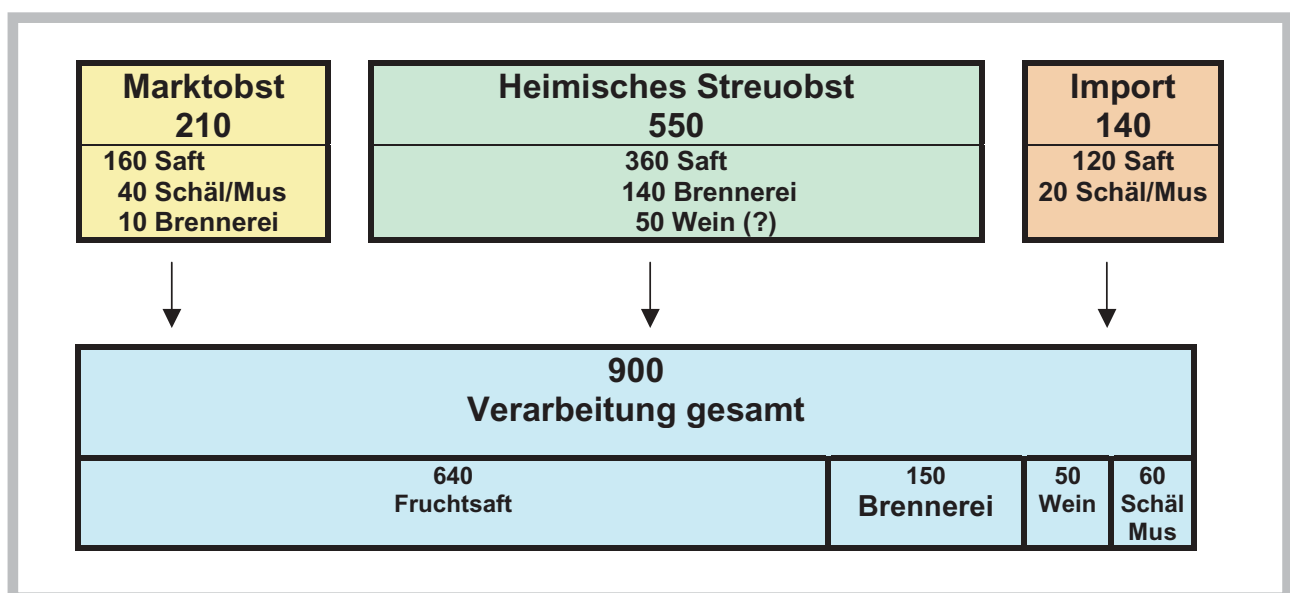 Marktobst
210
160 Saft
40 Schäl/Mus
10 Brennerei
Heimisches Streuobst
550
360 Saft
140 Brennerei
50 Wein (?)
Import
140
120 Saft
20 Schäl/Mus
900
Verarbeitung gesamt
640
Fruchtsaft
150
Brennerei
50
Wein
60
Schäl
Mus